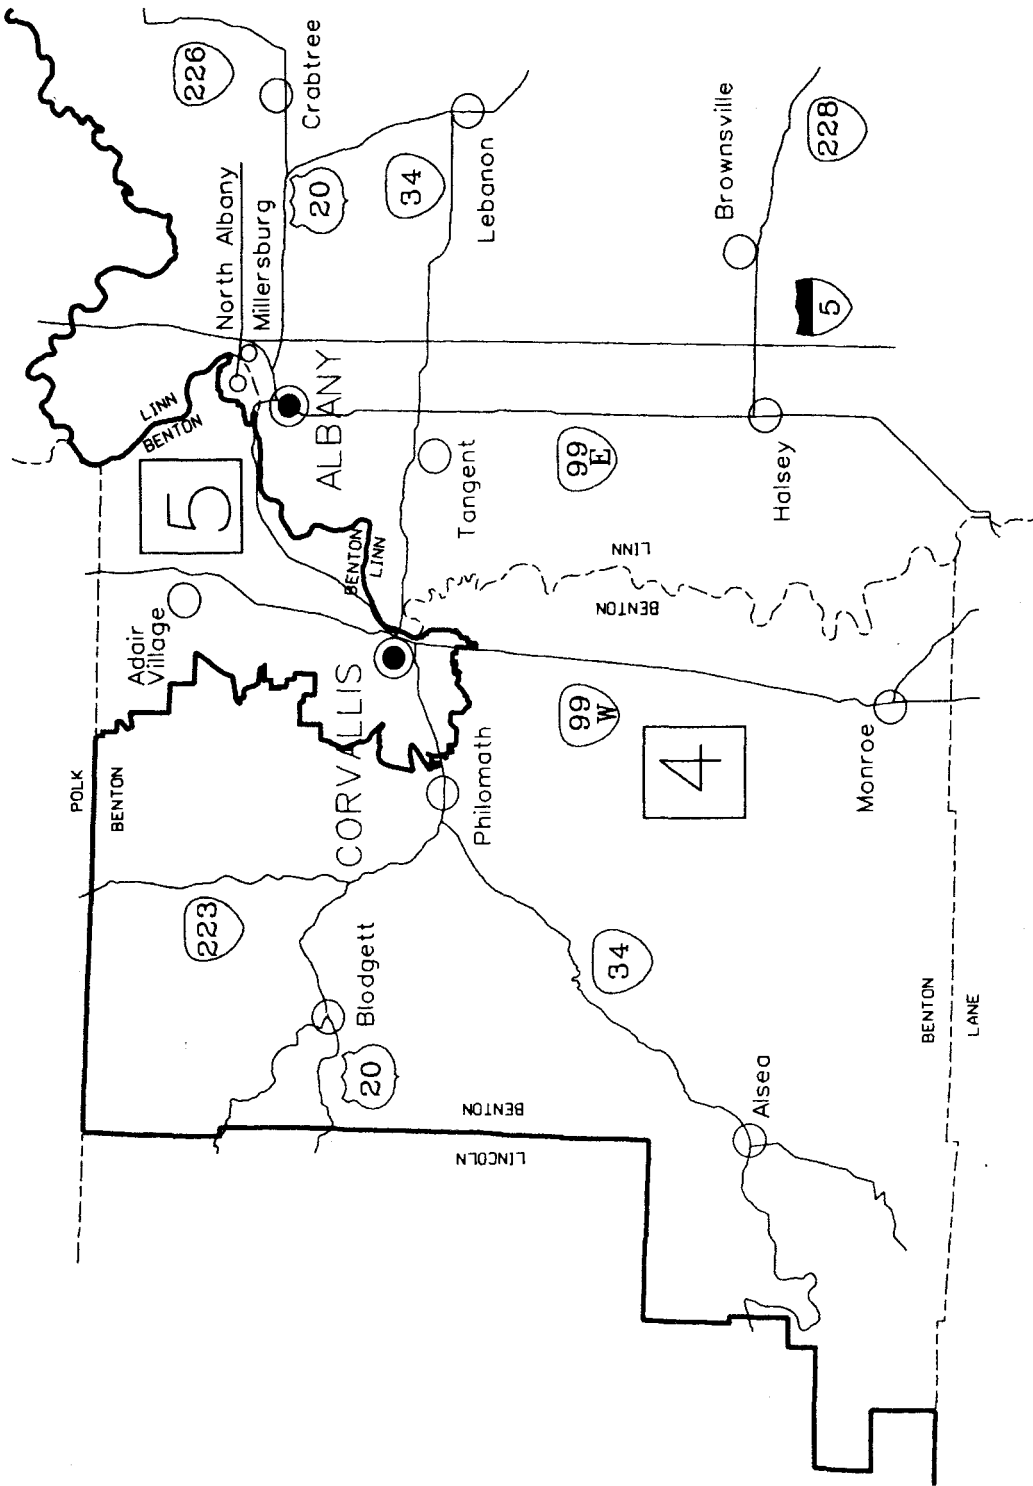 POLK
BENTON
5
LINN
BENTON
226
Adair
Village
North Albany
Millersburg
Crabtree
223
20
CORVALLIS
BENTON
LINN
ALBANY
34
Blodgett
20
Philomath
Tangent
Lebanon
LINCOLN
BENTON
34
99
W
BENTON
LINN
99
E
4
Brownsville
Alsea
Monroe
Halsey
5
228
BENTON
LANE